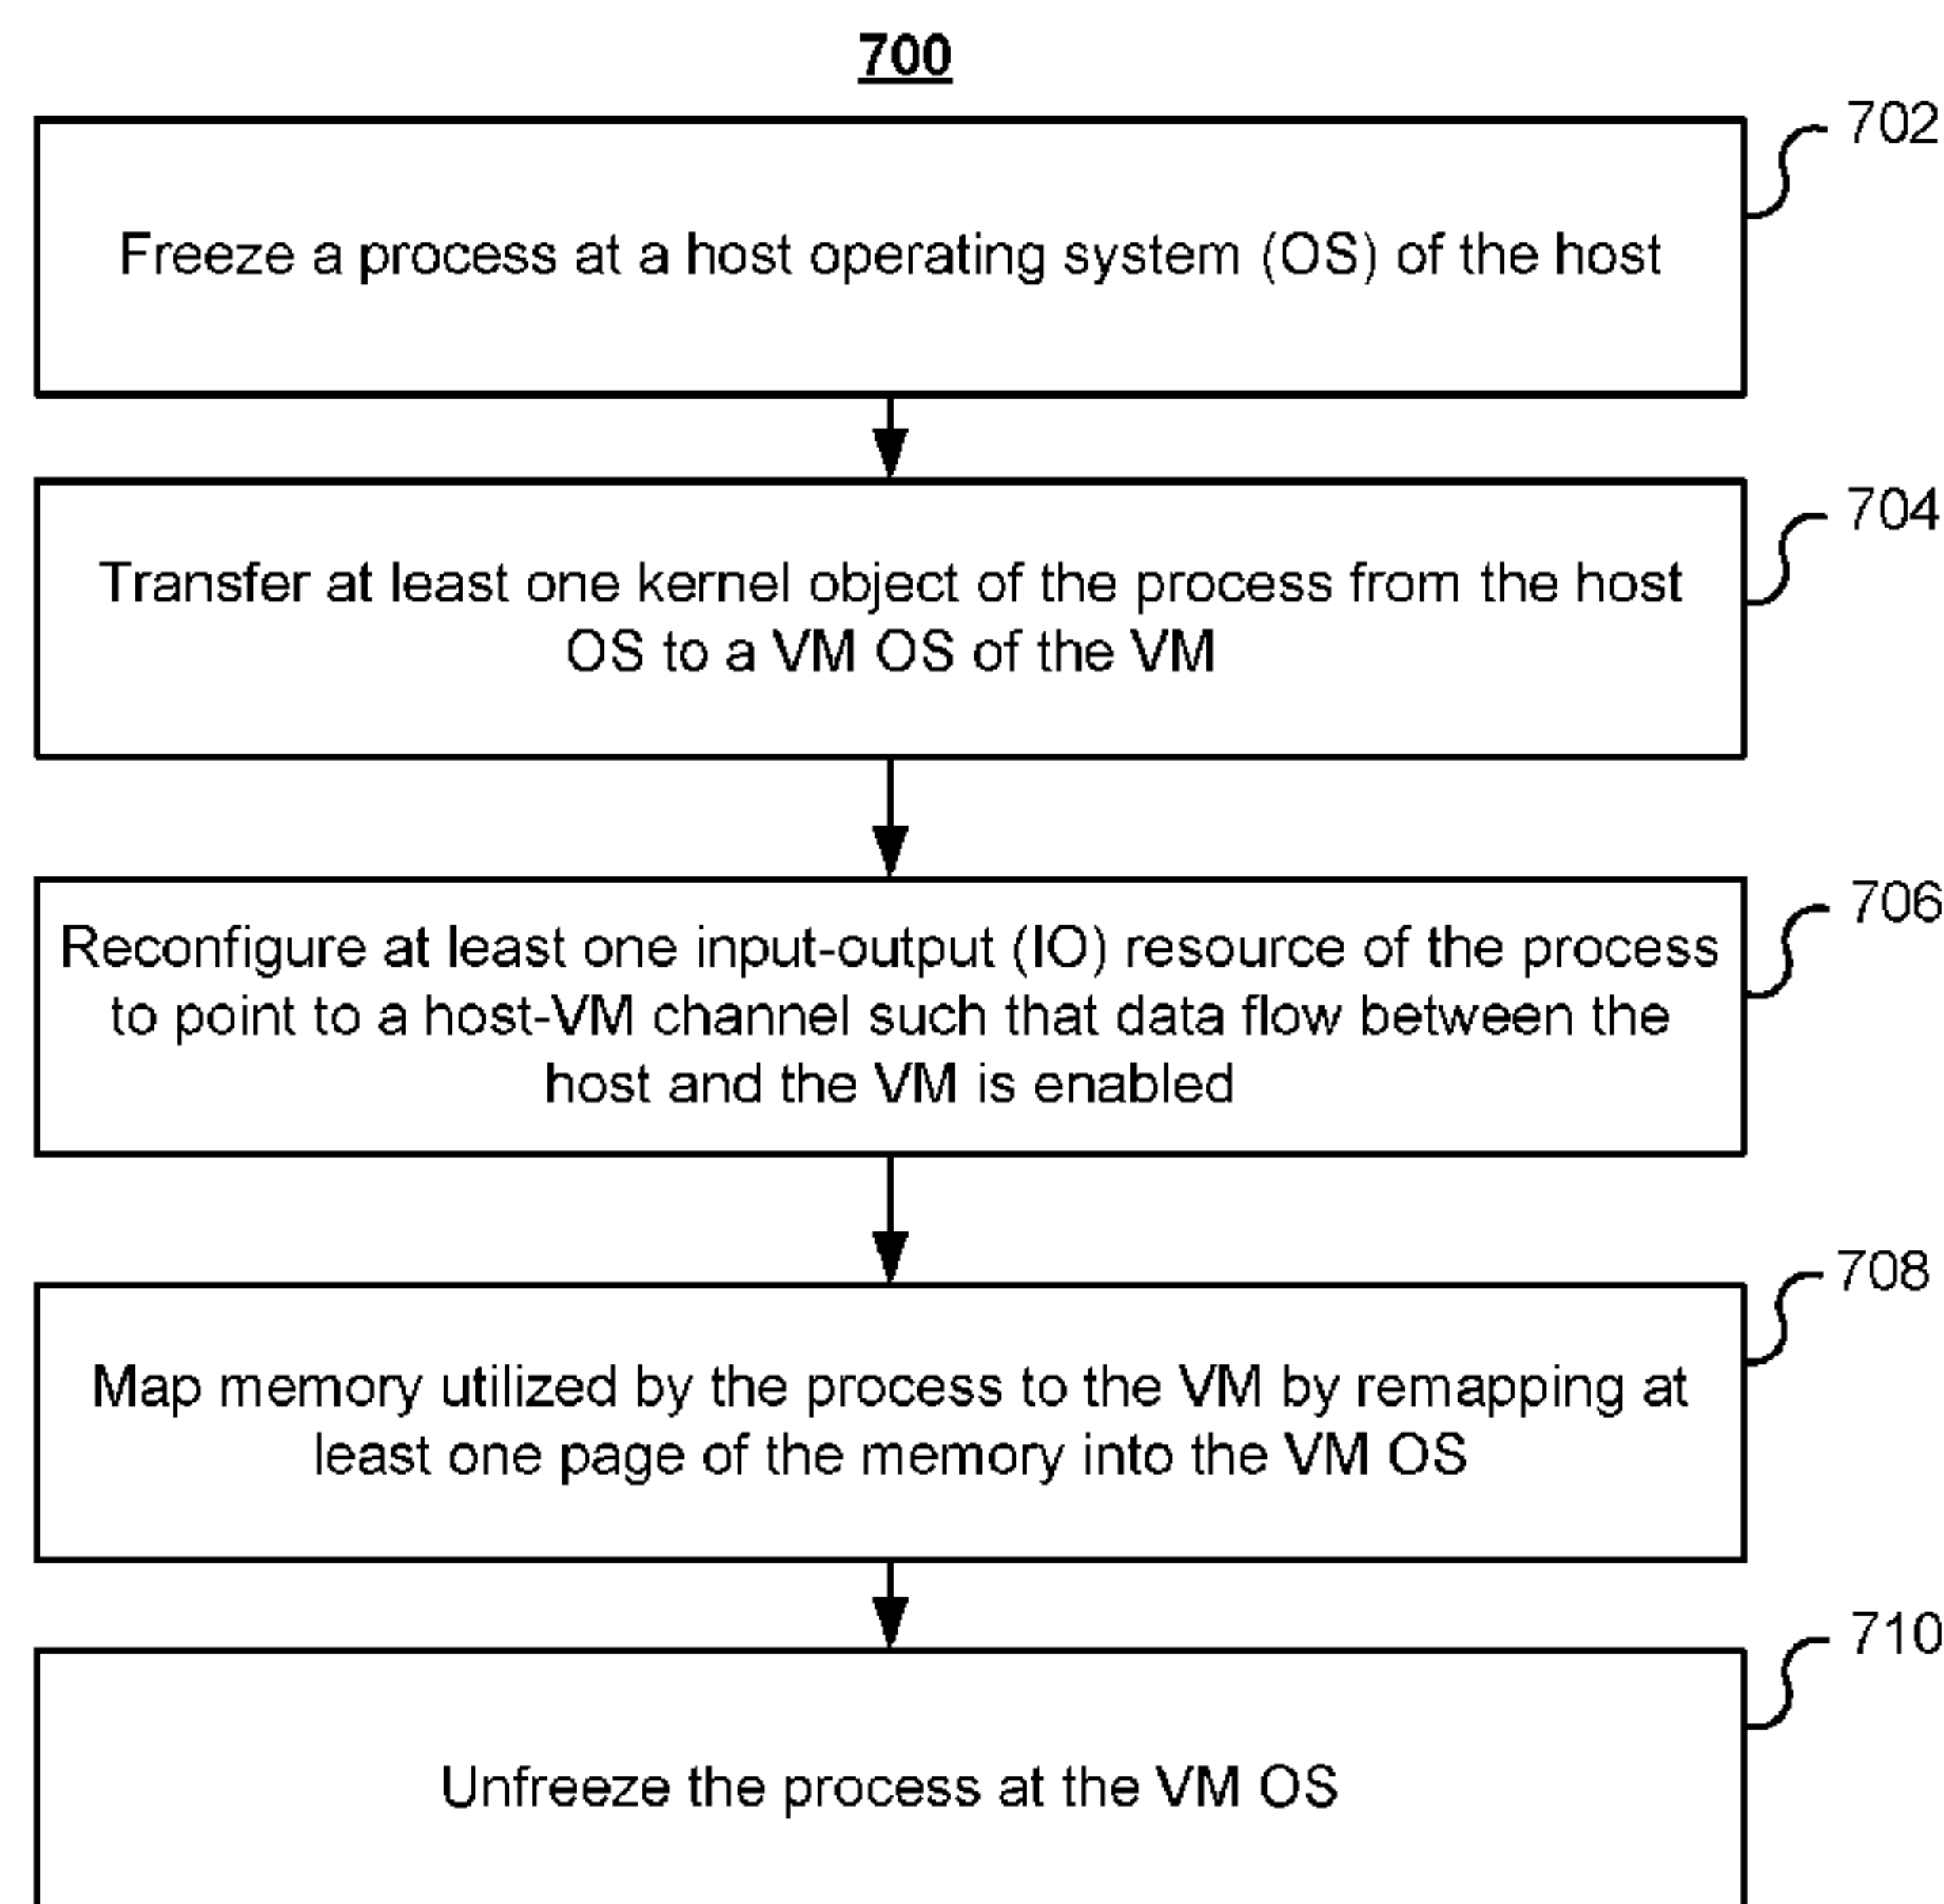 700
702
Freeze a process at a host operating system (OS) of the host
704
Transfer at least one kernel object of the process from the host
OS to a VM OS of the VM
706
Reconfigure at least one input-output (IO) resource of the process
to point to a host-VM channel such that data flow between the
host and the VM is enabled
708
Map memory utilized by the process to the VM by remapping at
least one page of the memory into the VM OS
710
Unfreeze the process at the VM OS